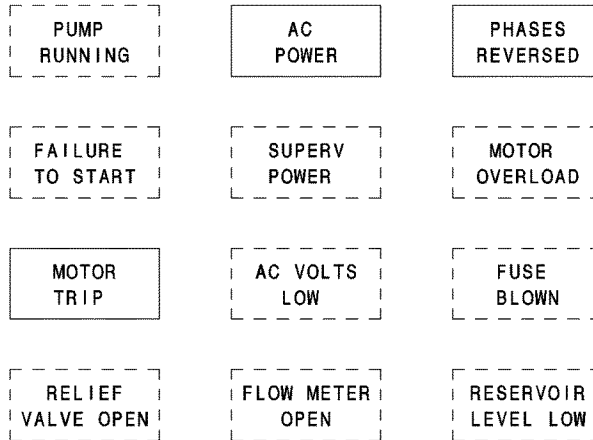 PUMP
RUNNING
AC
POWER
PHASES
REVERSED
FAILURE
TO START
SUPERV
POWER
MOTOR
OVERLOAD
MOTOR
TRIP
AC VOLTS
LOW
FUSE
BLOWN
RELIEF
VALVE OPEN
FLOW METER
OPEN
RESERVOIR
LEVEL LOW